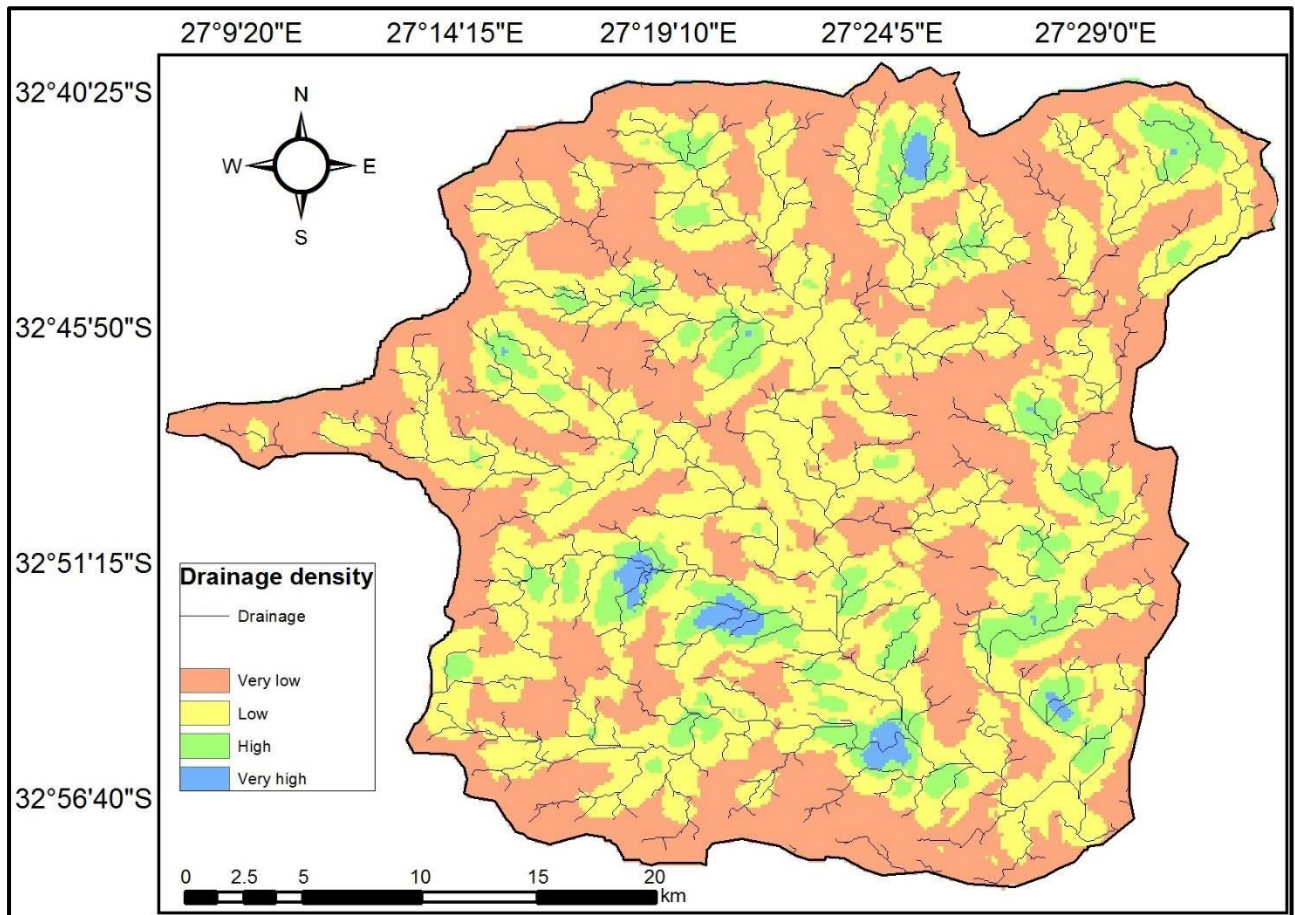 27°9'20"E 27°14'15"E 27°19'10"E 27°24'5"E 27°29'0"E
32°40'25"S
N
W E
S
32°45'50"S
32°51'15"S
Drainage density
Drainage
Very low
Low
High
Very high
32°56'40"S
0 2.5 5 10 15 20
km